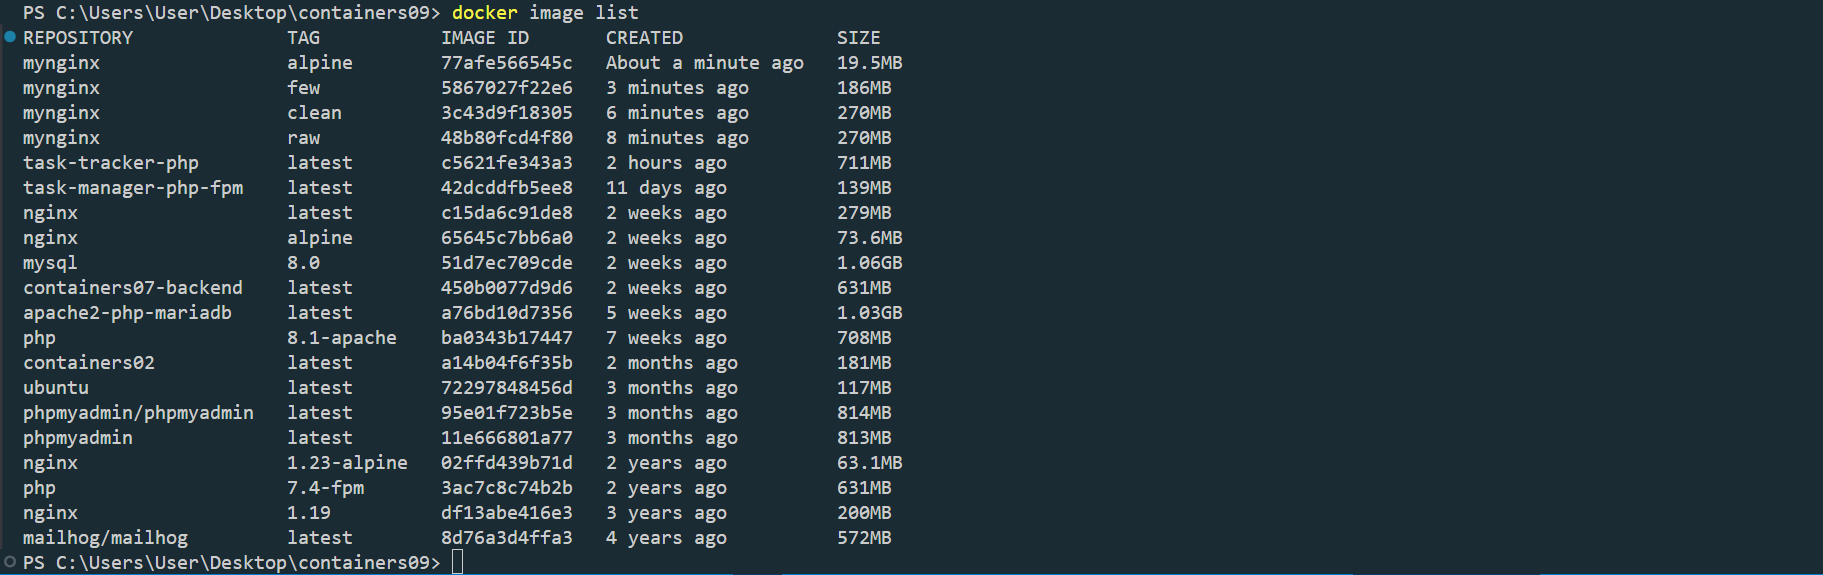 PS C:\Users\User\Desktop\containers09> docker image list
REPOSITORY TAG IMAGE ID CREATED SIZE
mynginx alpine 77afe566545c About a minute ago 19.5MB
mynginx few 5867027f22e6 3 minutes ago 186MB
mynginx clean 3c43d9f18305 6 minutes ago 270MB
mynginx raw 48b80fcd4f80 8 minutes ago 270MB
task-tracker-php latest c5621fe343a3 2 hours ago 711MB
task-manager-php-fpm latest 42dcddfb5ee8 11 days ago 139MB
nginx latest c15da6c91de8 2 weeks ago 279MB
nginx alpine 65645c7bb6a0 2 weeks ago 73.6MB
mysql 8.0 51d7ec709cde 2 weeks ago 1.06GB
containers07-backend latest 450b0077d9d6 2 weeks ago 631MB
apache2-php-mariadb latest a76bd10d7356 5 weeks ago 1.03GB
php 8.1-apache ba0343b17447 7 weeks ago 708MB
containers02 latest a14b04f6f35b 2 months ago 181MB
ubuntu latest 72297848456d 3 months ago 117MB
phpmyadmin/phpmyadmin latest 95e01f723b5e 3 months ago 814MB
phpmyadmin latest 11e666801a77 3 months ago 813MB
nginx 1.23-alpine 02ffd439b71d 2 years ago 63.1MB
php 7.4-fpm 3ac7c8c74b2b 2 years ago 631MB
nginx 1.19 df13abe416e3 3 years ago 200MB
mailhog/mailhog latest 8d76a3d4ffa3 4 years ago 572MB
PS C:\Users\User\Desktop\containers09>